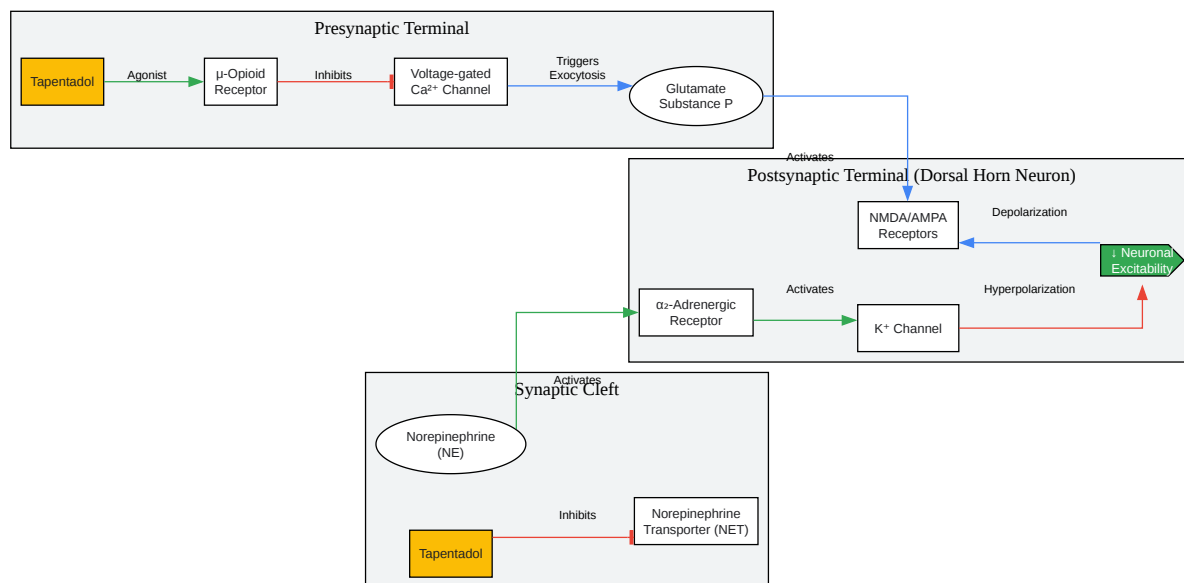 Presynaptic Terminal
Tapentadol
Agonist
μ-Opioid
Receptor
Inhibits
Voltage-gated
Ca²⁺ Channel
Triggers
Exocytosis
Glutamate
Substance P
Activates
Postsynaptic Terminal (Dorsal Horn Neuron)
NMDA/AMPA
Receptors
Depolarization
↓ Neuronal
Excitability
α₂-Adrenergic
Receptor
Activates
K⁺ Channel
Hyperpolarization
Activates
Synaptic Cleft
Norepinephrine
(NE)
Tapentadol
Inhibits
Norepinephrine
Transporter (NET)